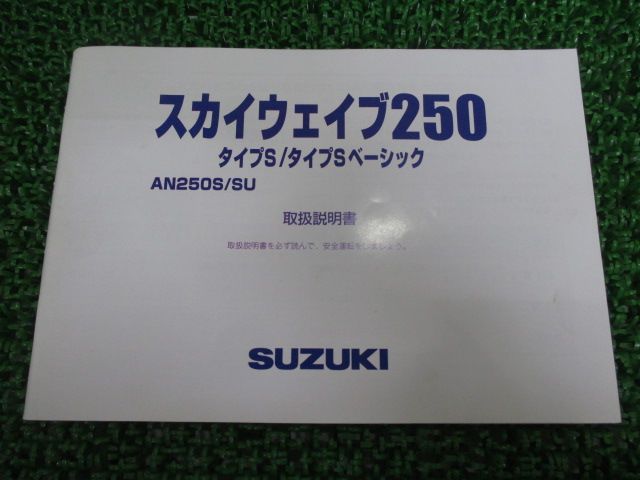 スカイウェイブ250
タイプS/タイプSベーシック
AN250S/SU
取扱説明書
取扱説明書を必ず読んで、安全運転をしましょう。
SUZUKI